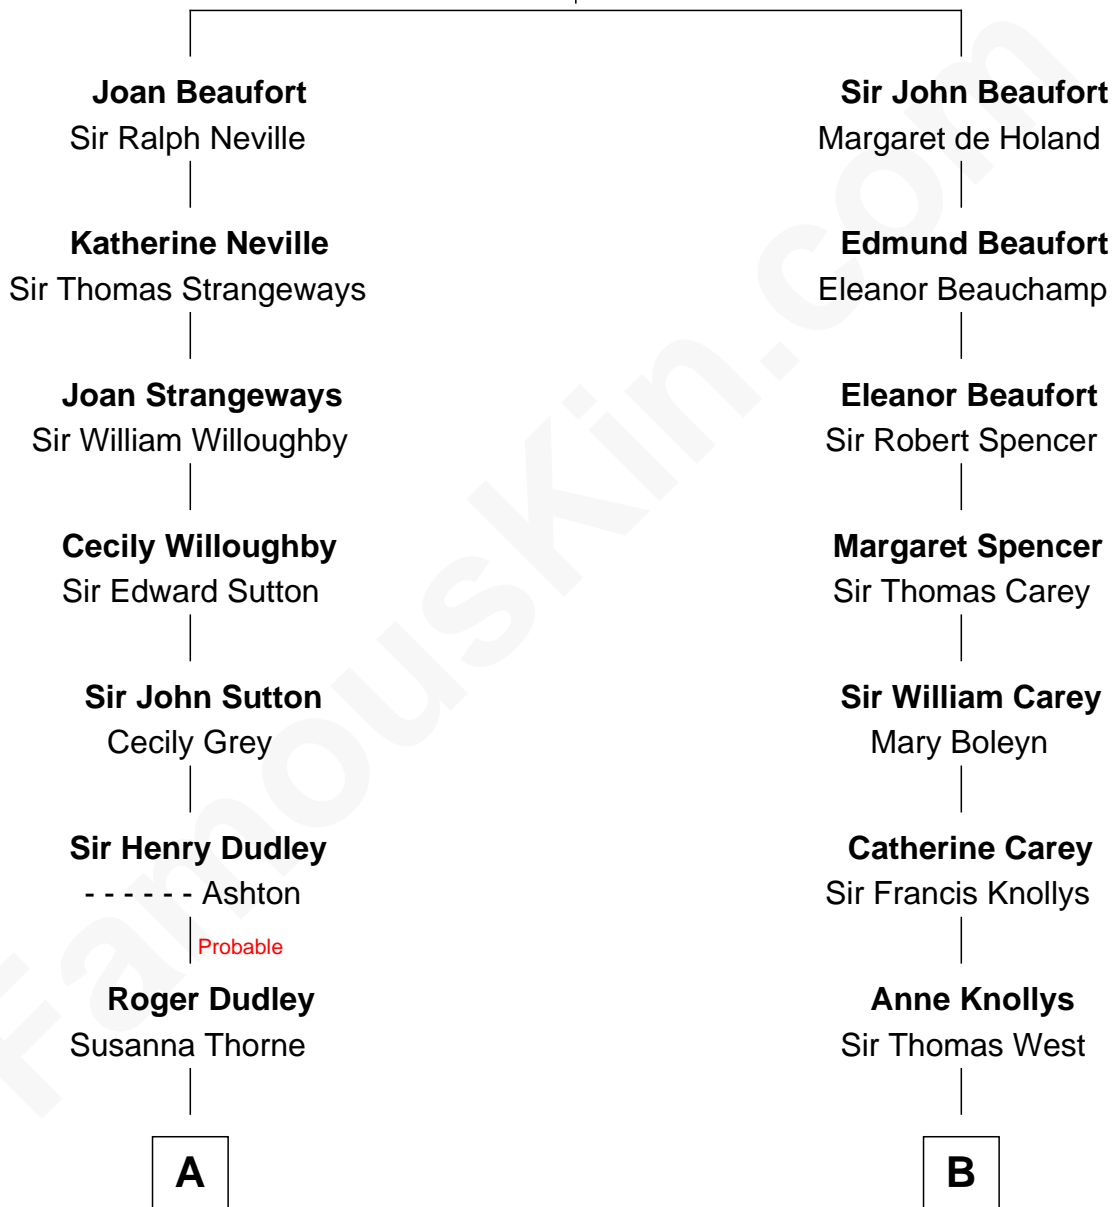 Joan Beaufort
Sir Ralph Neville
Katherine Neville
Sir Thomas Strangeways
Joan Strangeways
Sir William Willoughby
Cecily Willoughby
Sir Edward Sutton
Sir John Sutton
Cecily Grey
Sir Henry Dudley
- - - - - - Ashton
Probable
Roger Dudley
Susanna Thorne
A
Sir John Beaufort
Margaret de Holand
Edmund Beaufort
Eleanor Beauchamp
Eleanor Beaufort
Sir Robert Spencer
Margaret Spencer
Sir Thomas Carey
Sir William Carey
Mary Boleyn
Catherine Carey
Sir Francis Knollys
Anne Knollys
Sir Thomas West
B
FamousKin.com